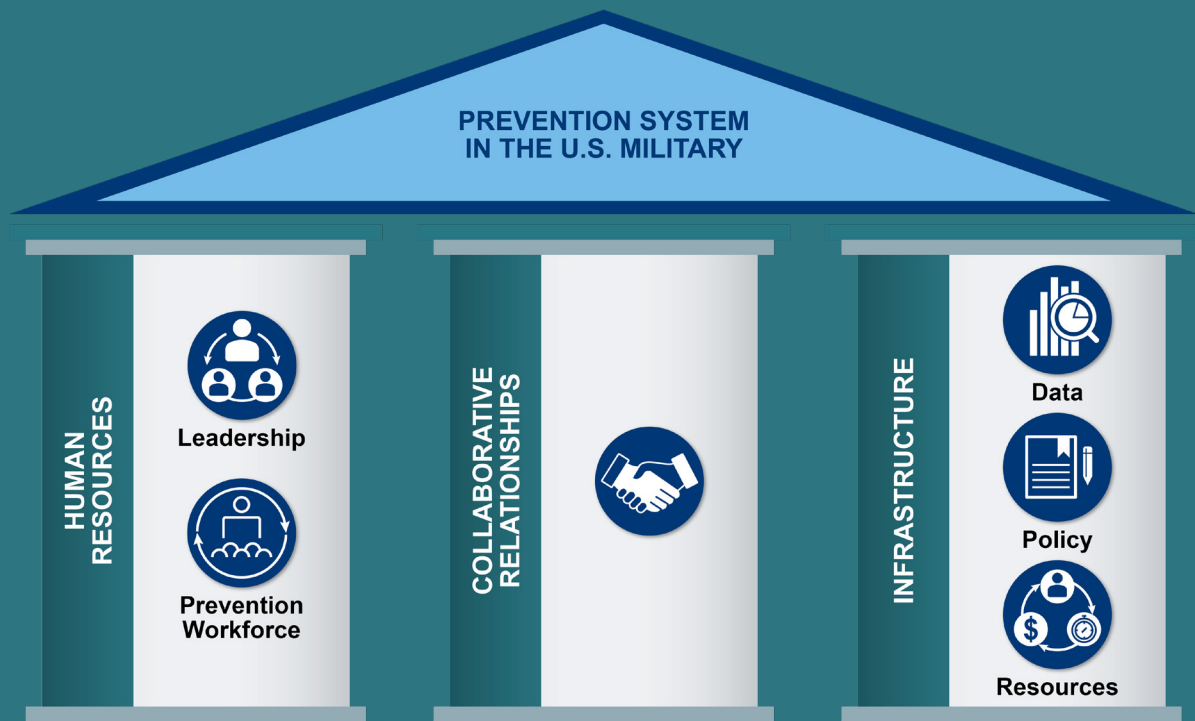 PREVENTION SYSTEM
IN THE U.S. MILITARY
HUMAN
RESOURCES
Leadership
Prevention
Workforce
COLLABORATIVE
RELATIONSHIPS
INFRASTRUCTURE
Data
Policy
$
Resources